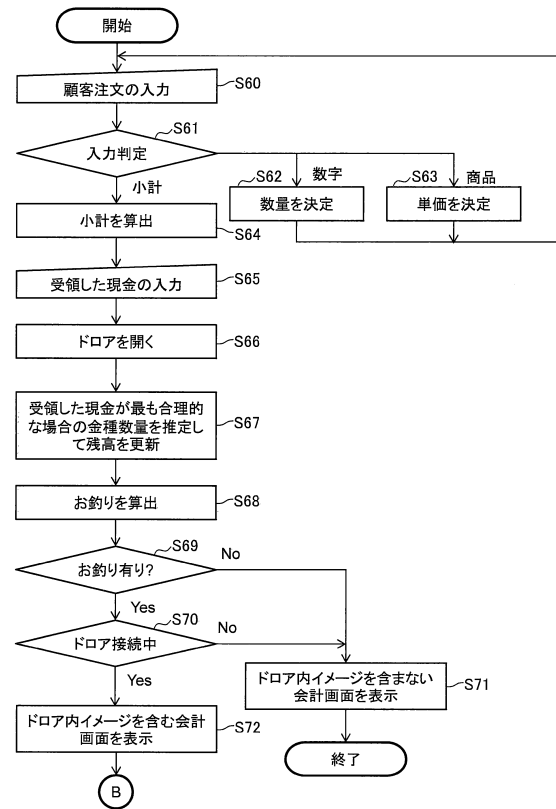 開始
顧客注文の入力
S60
S61
入力判定
数字
商品
S62
数量を決定
S63
単価を決定
小計
小計を算出
S64
受領した現金の入力
S65
ドロアを開く
S66
受領した現金が最も合理的
な場合の金種数量を推定し
て残高を更新
S67
お釣りを算出
S68
S69
お釣り有り?
No
Yes
S70
ドロア接続中
No
Yes
ドロア内イメージを含まない
会計画面を表示
S71
ドロア内イメージを含む会計
画面を表示
S72
終了
B